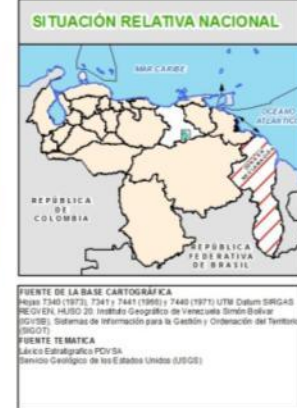 SITUACIÓN RELATIVA NACIONAL
MAR CARIBE
OCEANO
ATLANTICO
REPÚBLICA
DE
COLOMBIA
REPÚBLICA
FEDERATIVA
DE BRASIL
FUENTE DE LA BASE CARTOGRÁFICA
Hojas 7340 (1973), 7341 y 7441 (1966) y 7440 (1971) UTM Datum SIRGAS
REGVEN, HUSO 20. Instituto Geográfico de Venezuela Simón Bolívar
(IGVSB), Sistemas de Información para la Gestión y Ordenación del Territorio
(SIGOT)
FUENTE TEMATICA
Léxico Estratigrafico PDVSA
Servicio Geológico de los Estados Unidos (USGS)